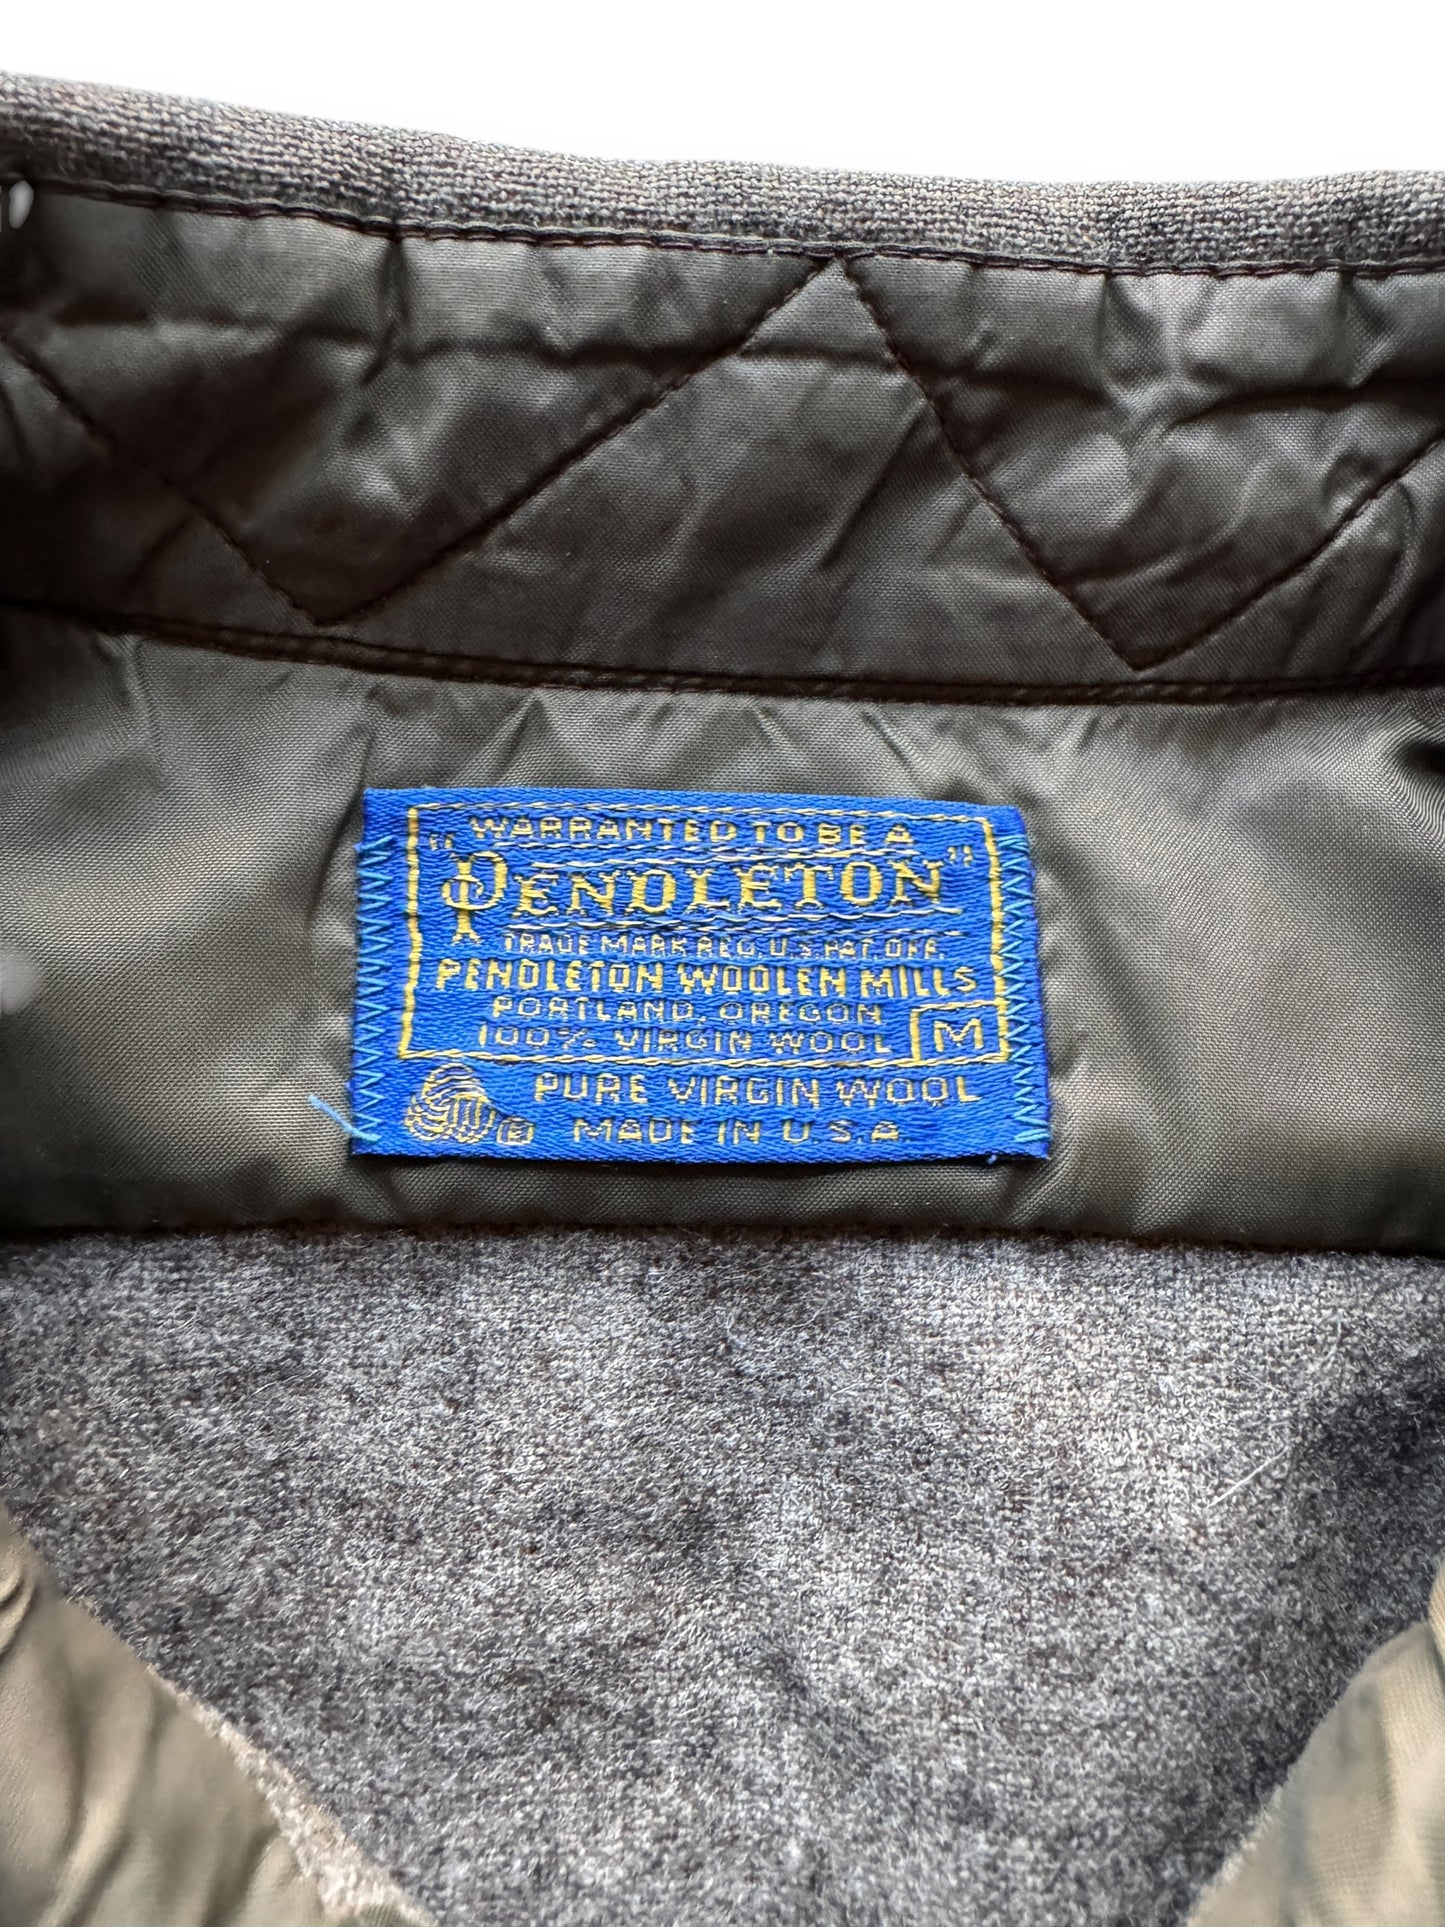 WARRANTED TO BE A
"PENDLETON"
TRADE MARK REG. U.S. PAT. OFF.
PENDLETON WOOLEN MILLS
PORTLAND, OREGON
100% VIRGIN WOOL M
PURE VIRGIN WOOL
® MADE IN U.S.A.